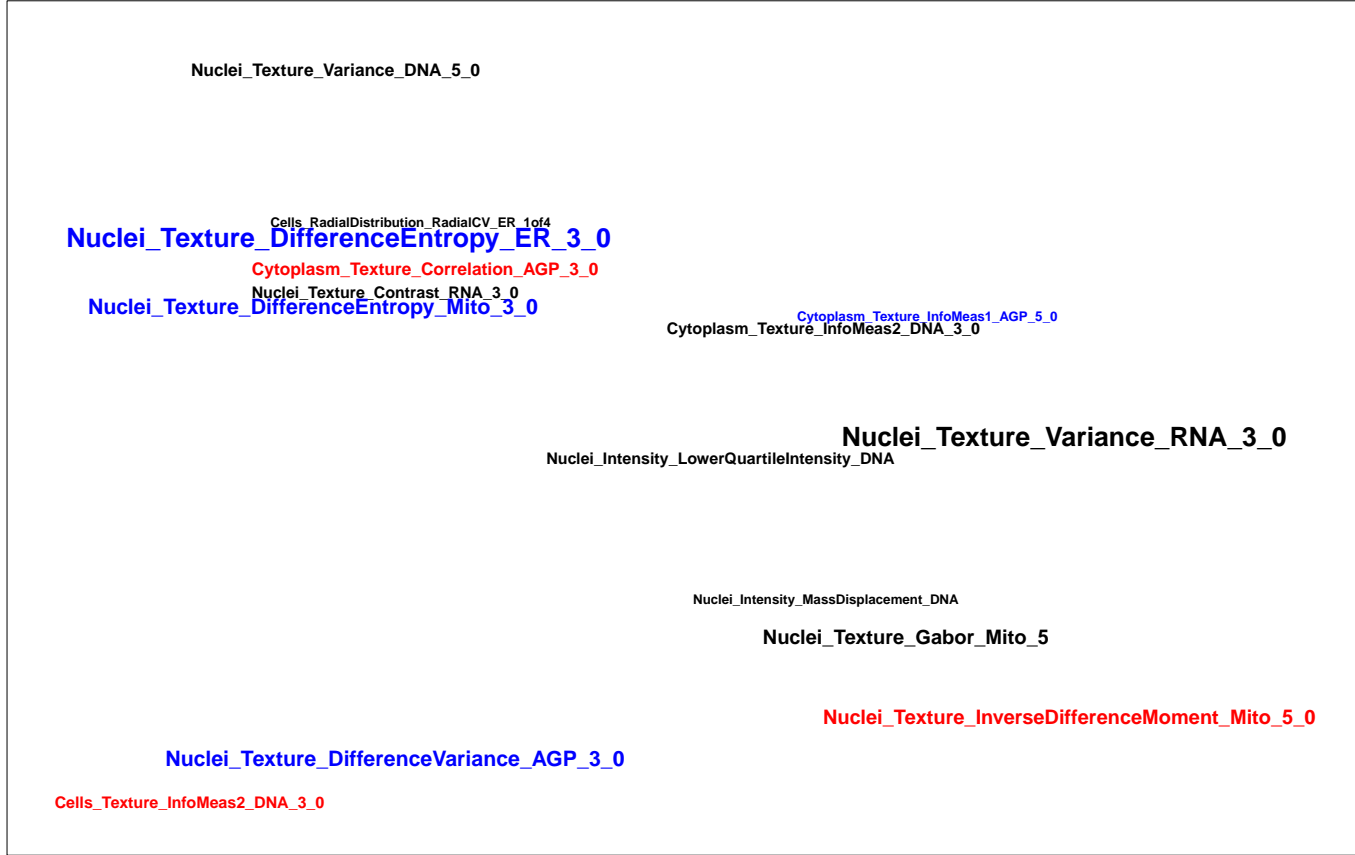 Nuclei_Texture_Variance_DNA_5_0
Cells_RadialDistribution_RadialCV_ER_1of4
Nuclei_Texture_DifferenceEntropy_ER_3_0
Cytoplasm_Texture_Correlation_AGP_3_0
Nuclei_Texture_Contrast_RNA_3_0
Nuclei_Texture_DifferenceEntropy_Mito_3_0
Cytoplasm_Texture_InfoMeas1_AGP_5_0
Cytoplasm_Texture_InfoMeas2_DNA_3_0
Nuclei_Texture_Variance_RNA_3_0
Nuclei_Intensity_LowerQuartileIntensity_DNA
Nuclei_Intensity_MassDisplacement_DNA
Nuclei_Texture_Gabor_Mito_5
Nuclei_Texture_InverseDifferenceMoment_Mito_5_0
Nuclei_Texture_DifferenceVariance_AGP_3_0
Cells_Texture_InfoMeas2_DNA_3_0